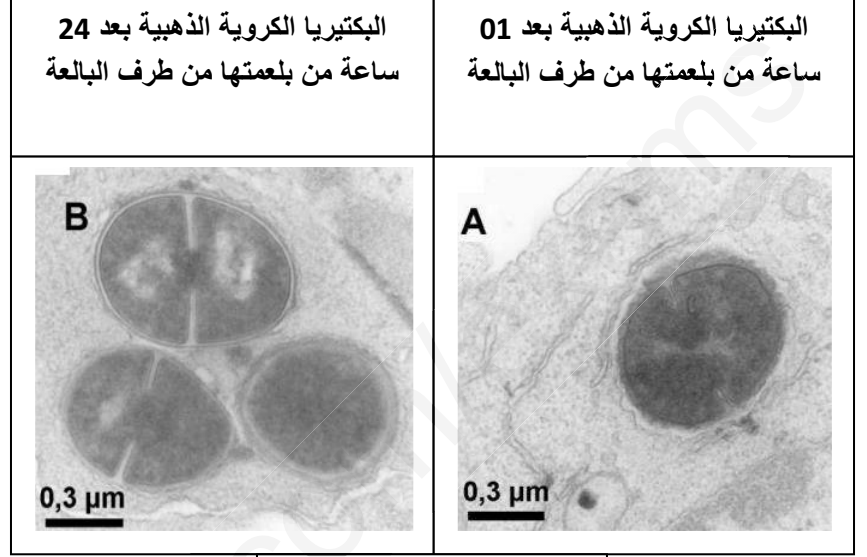 البكتيريا الكروية الذهبية بعد 01
ساعة من بلعمتها من طرف البالعة
البكتيريا الكروية الذهبية بعد 24
ساعة من بلعمتها من طرف البالعة
A
0,3 µm
B
0,3 µm